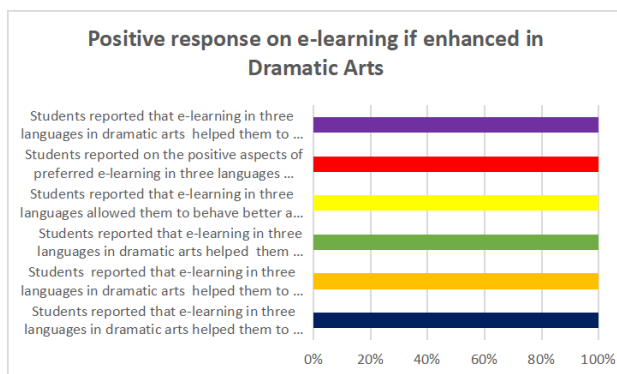 Positive response on e-learning if enhanced in
Dramatic Arts
Students reported that e-learning in three
languages in dramatic arts helped them to ...
Students reported on the positive aspects of
preferred e-learning in three languages ...
Students reported that e-learning in three
languages allowed them to behave better a...
Students reported that e-learning in three
languages in dramatic arts helped them ...
Students reported that e-learning in three
languages in dramatic arts helped them to ...
Students reported that e-learning in three
languages in dramatic arts helped them to ...
0% 20% 40% 60% 80% 100%